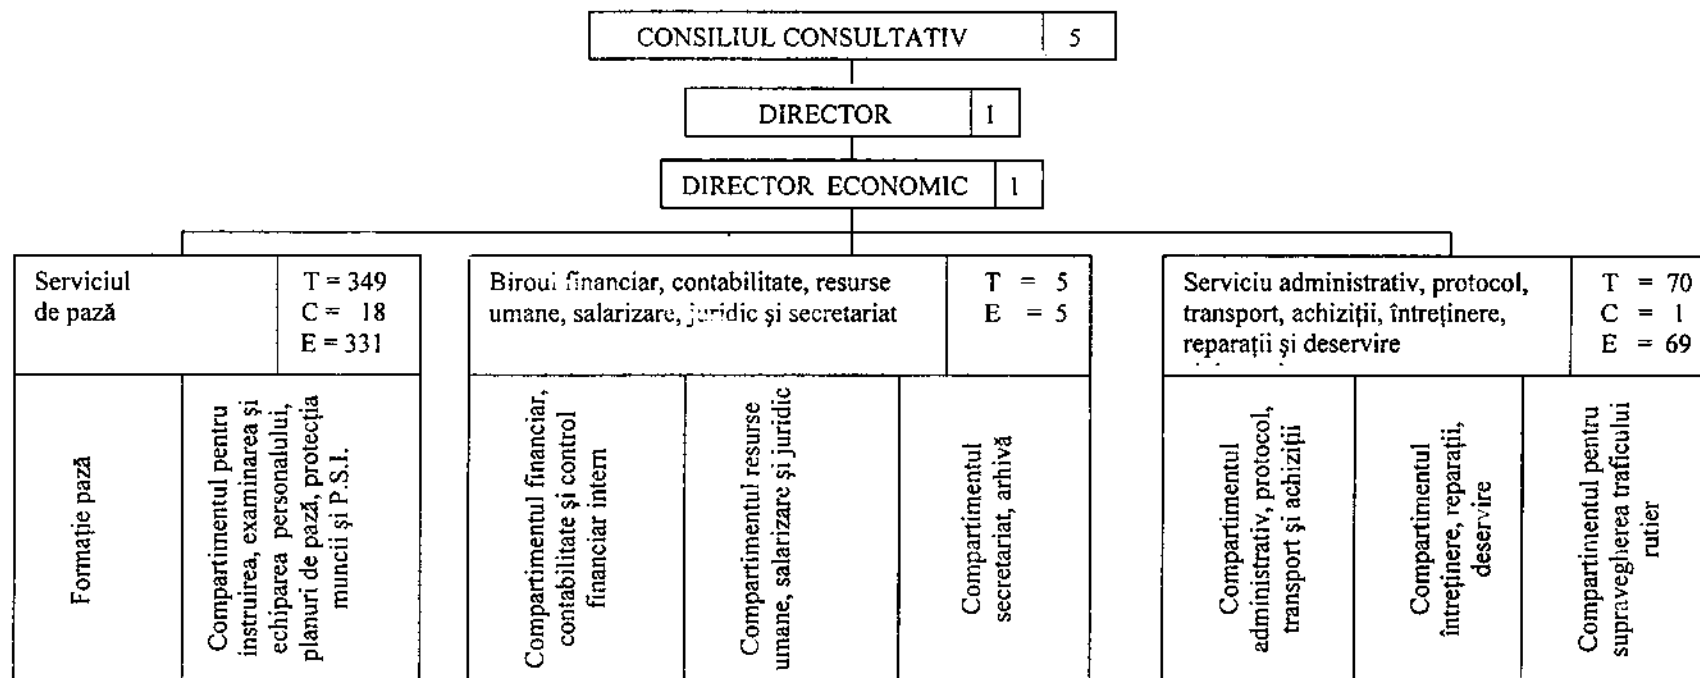 CONSILIUL CONSULTATIV 5
DIRECTOR 1
DIRECTOR ECONOMIC 1
Serviciul
de pază
T = 349
C = 18
E = 331
Biroul financiar, contabilitate, resurse
umane, salarizare, juridic și secretariat
T = 5
E = 5
Serviciu administrativ, protocol,
transport, achiziții, întreținere,
reparații și deservire
T = 70
C = 1
E = 69
Formație pază
Compartimentul pentru
instruirea, examinarea și
echiparea personalului,
planuri de pază, protecția
muncii și P.S.I.
Compartimentul financiar,
contabilitate și control
financiar intern
Compartimentul resurse
umane, salarizare și juridic
Compartimentul
secretariat, arhivă
Compartimentul
administrativ, protocol,
transport și achiziții
Compartimentul
întreținere, reparații,
deservire
Compartimentul pentru
supravegherea traficului
rutier